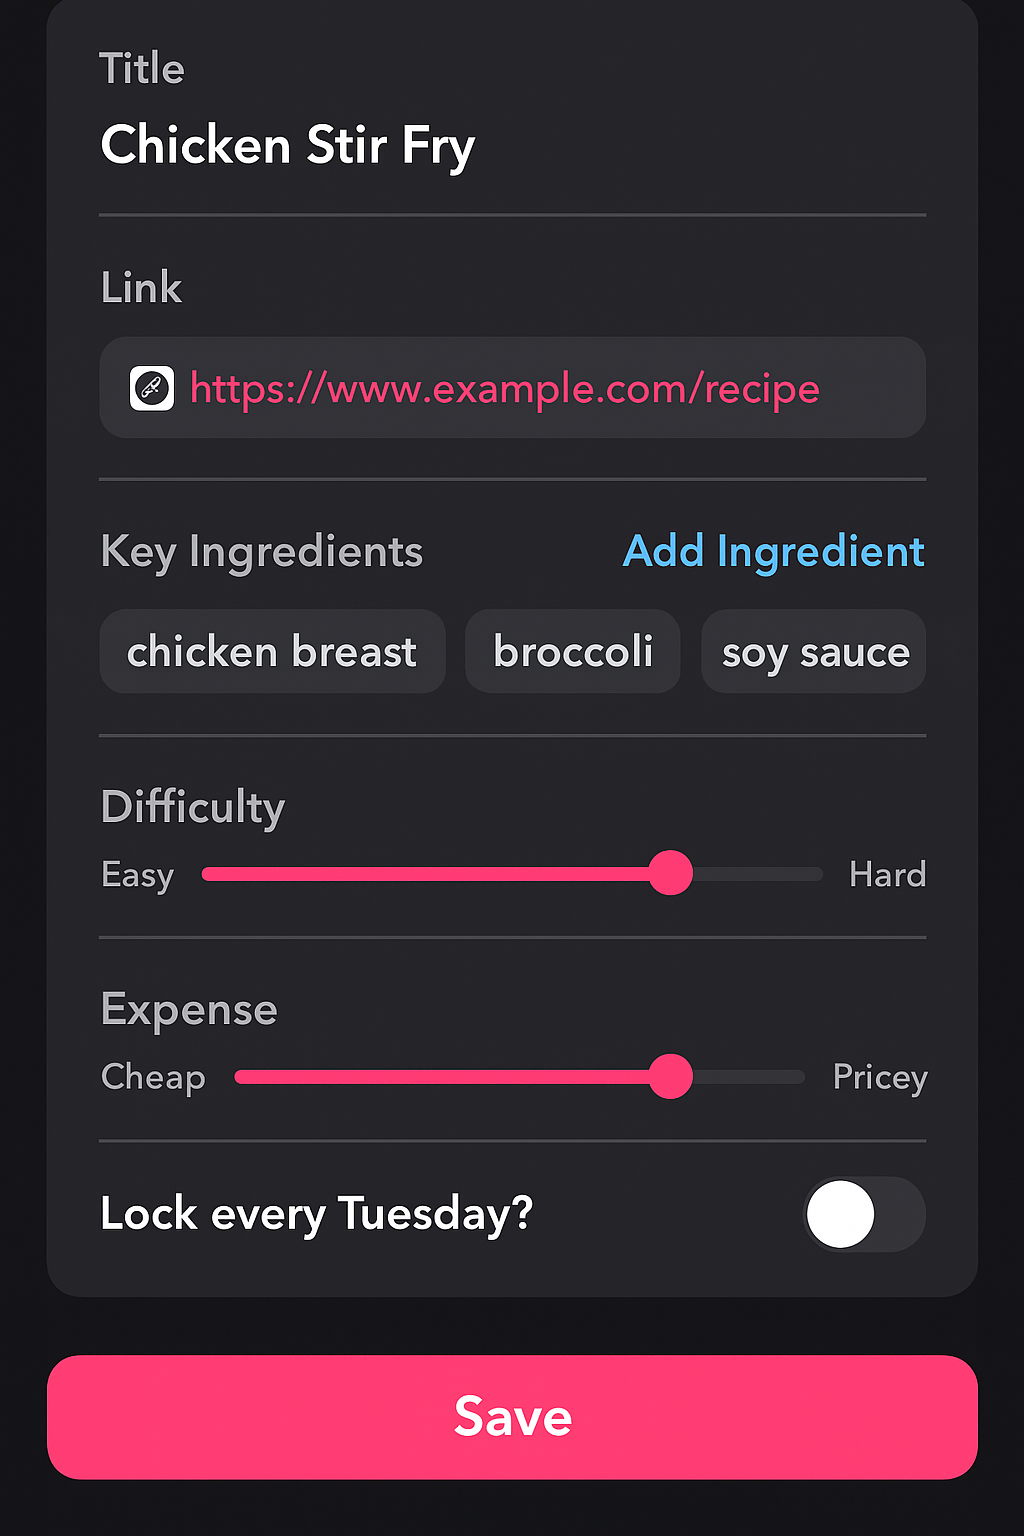 Title
Chicken Stir Fry
Link
https://www.example.com/recipe
Key Ingredients Add Ingredient
chicken breast broccoli soy sauce
Difficulty
Easy Hard
Expense
Cheap Pricey
Lock every Tuesday?
Save